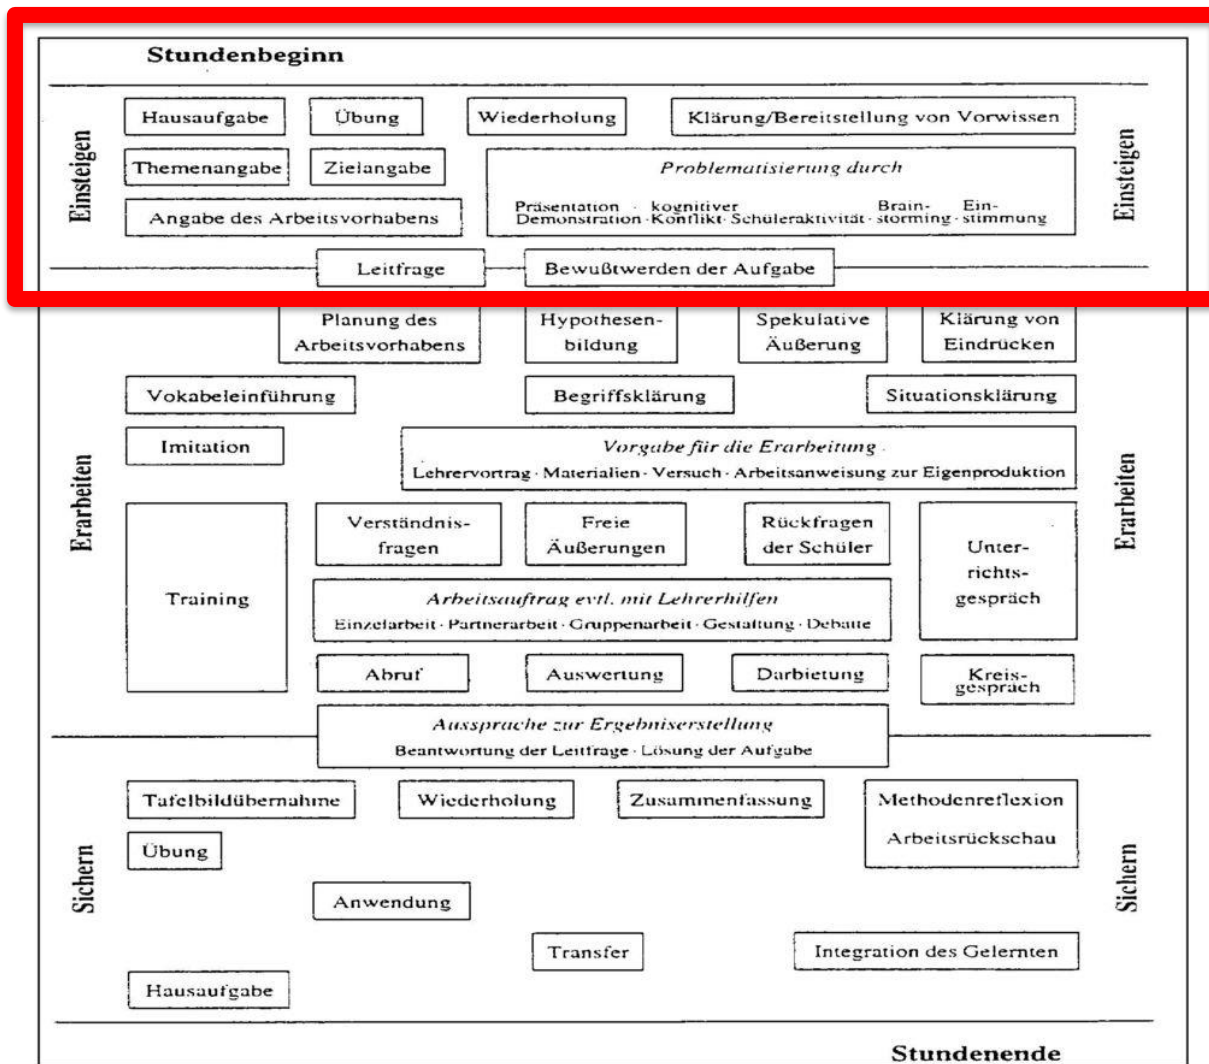 Stundenbeginn
Einsteigen
Hausaufgabe
Übung
Wiederholung
Klärung/Bereitstellung von Vorwissen
Einsteigen
Themenangabe
Zielangabe
Problematisierung durch
Präsentation · kognitiver Brain- Ein-
Demonstration · Konflikt · Schüleraktivität · storming · stimmung
Angabe des Arbeitsvorhabens
Leitfrage
Bewußtwerden der Aufgabe
Erarbeiten
Planung des
Arbeitsvorhabens
Hypothesen-
bildung
Spekulative
Äußerung
Klärung von
Eindrücken
Erarbeiten
Vokabeleinführung
Begriffsklärung
Situationsklärung
Imitation
Vorgabe für die Erarbeitung
Lehrervortrag · Materialien · Versuch · Arbeitsanweisung zur Eigenproduktion
Training
Verständnis-
fragen
Freie
Äußerungen
Rückfragen
der Schüler
Unter-
richts-
gespräch
Arbeitsauftrag evtl. mit Lehrerhilfen
Einzelarbeit · Partnerarbeit · Gruppenarbeit · Gestaltung · Debatte
Abruf
Auswertung
Darbietung
Kreis-
gespräch
Aussprache zur Ergebniserstellung
Beantwortung der Leitfrage · Lösung der Aufgabe
Sichern
Tafelbildübernahme
Wiederholung
Zusammenfassung
Methodenreflexion
Arbeitsrückschau
Sichern
Übung
Anwendung
Transfer
Integration des Gelernten
Hausaufgabe
Stundenende